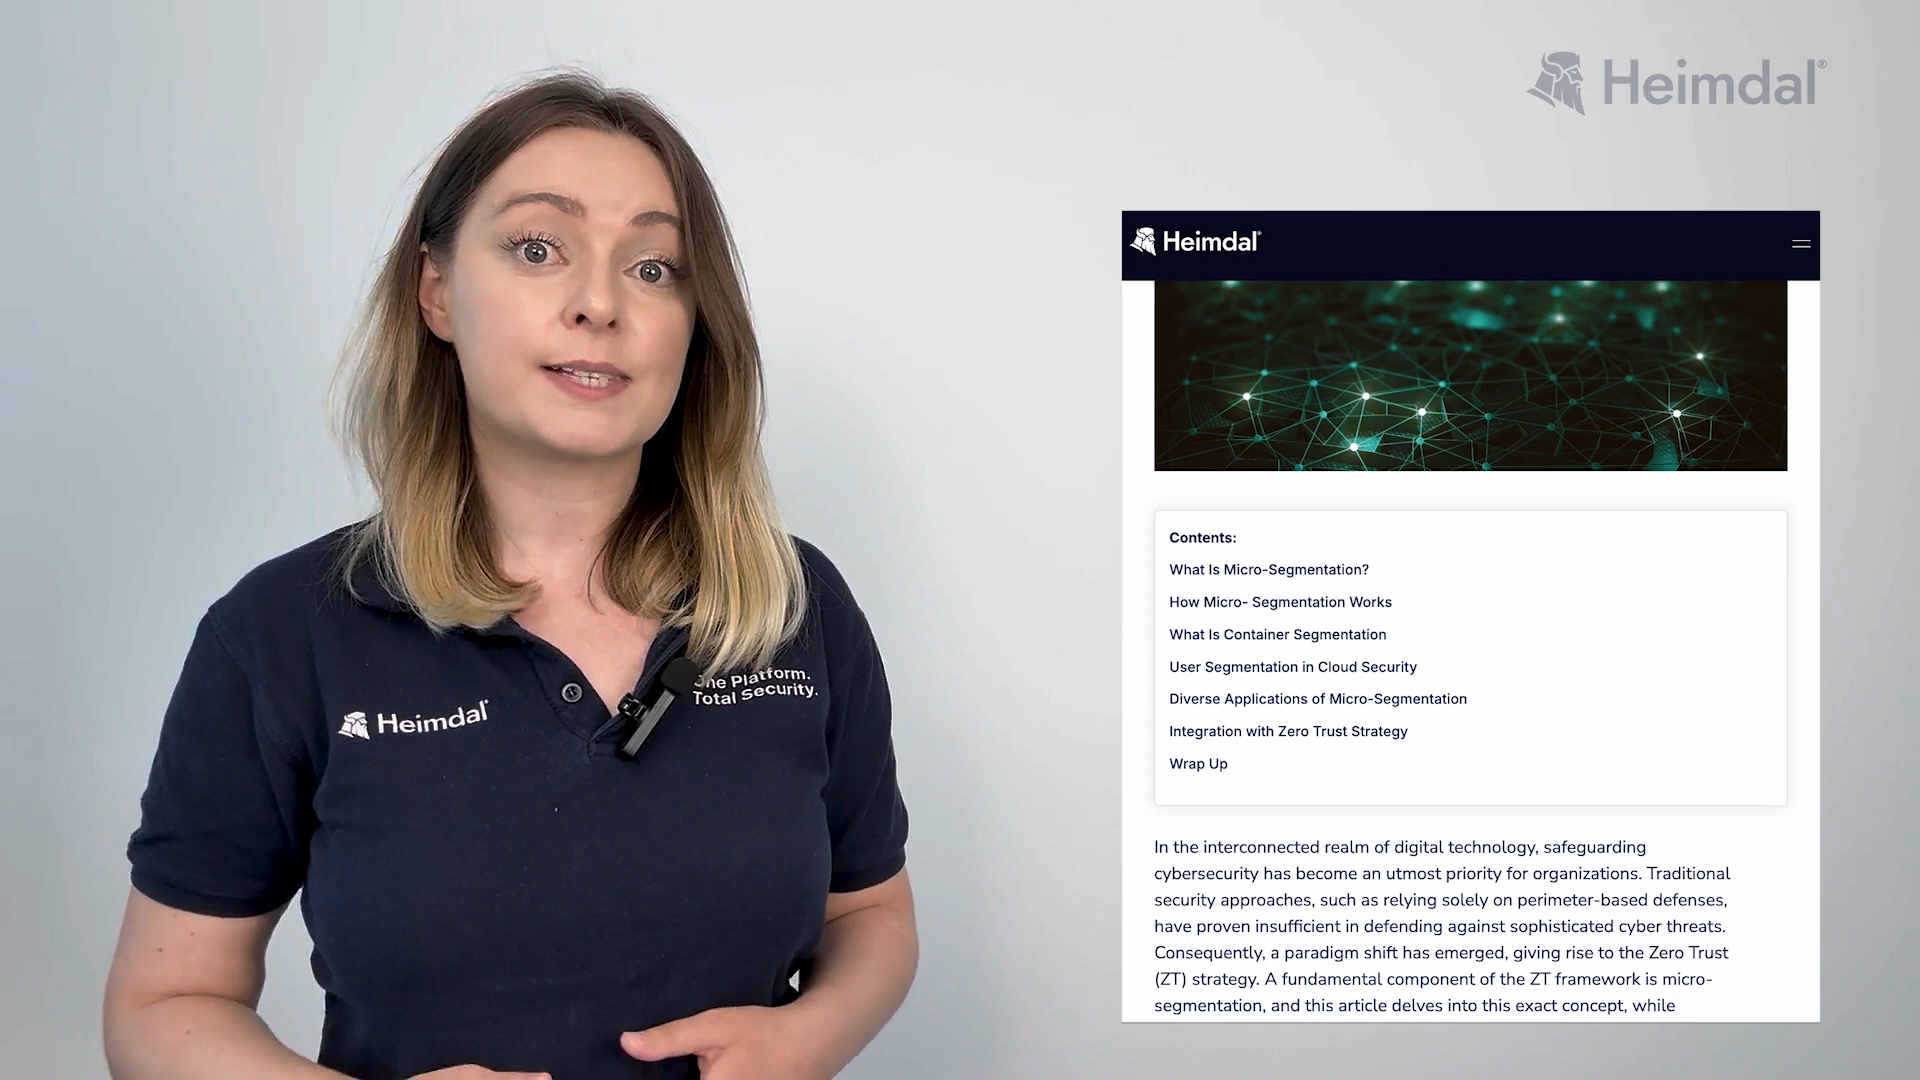 Heimdal®
Heimdal®
Contents:
What Is Micro-Segmentation?
How Micro- Segmentation Works
What Is Container Segmentation
User Segmentation in Cloud Security
Diverse Applications of Micro-Segmentation
Integration with Zero Trust Strategy
Wrap Up
In the interconnected realm of digital technology, safeguarding
cybersecurity has become an utmost priority for organizations. Traditional
security approaches, such as relying solely on perimeter-based defenses,
have proven insufficient in defending against sophisticated cyber threats.
Consequently, a paradigm shift has emerged, giving rise to the Zero Trust
(ZT) strategy. A fundamental component of the ZT framework is micro-
segmentation, and this article delves into this exact concept, while
Heimdal®
One Platform.
Total Security.